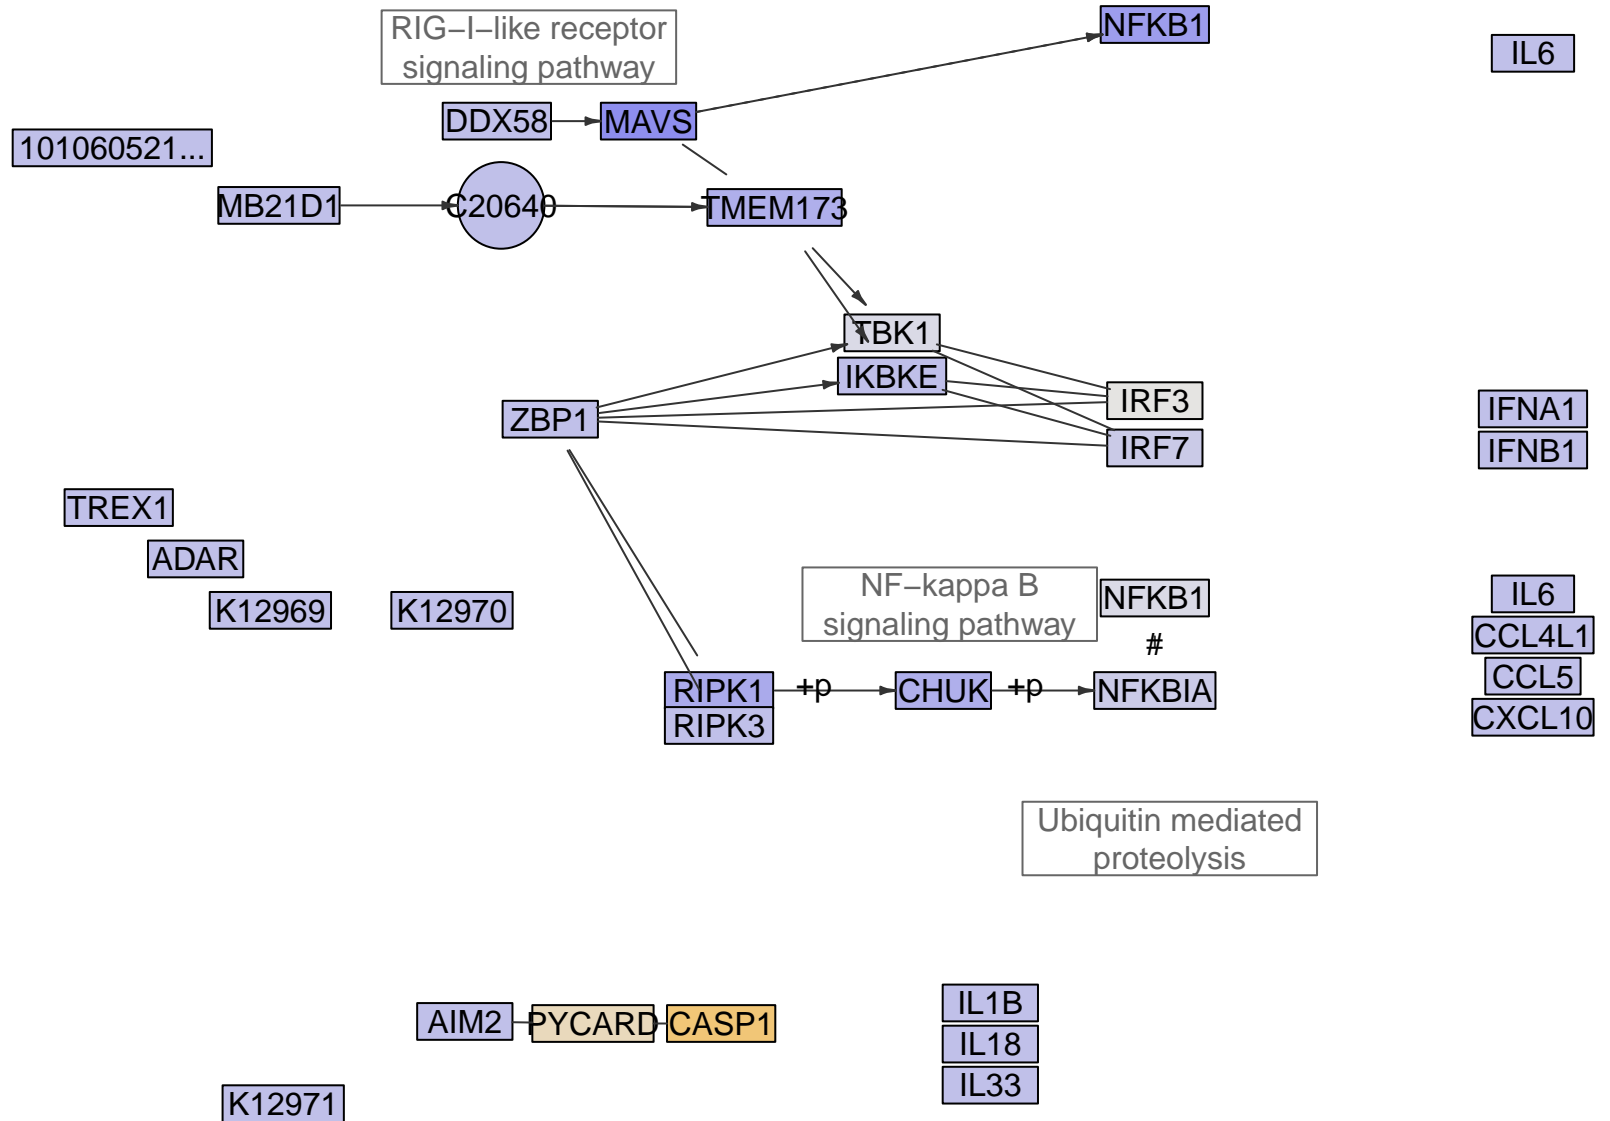 RIG−I−like receptor
signaling pathway
NFKB1
IL6
DDX58
MAVS
101060521...
MB21D1
C20640
TMEM173
TBK1
IKBKE
ZBP1
IRF3
IRF7
IFNA1
IFNB1
TREX1
ADAR
K12969
K12970
NF−kappa B
signaling pathway
NFKB1
#
IL6
CCL4L1
CCL5
CXCL10
RIPK1
+p
CHUK
+p
NFKBIA
RIPK3
Ubiquitin mediated
proteolysis
AIM2
PYCARD
CASP1
IL1B
IL18
IL33
K12971